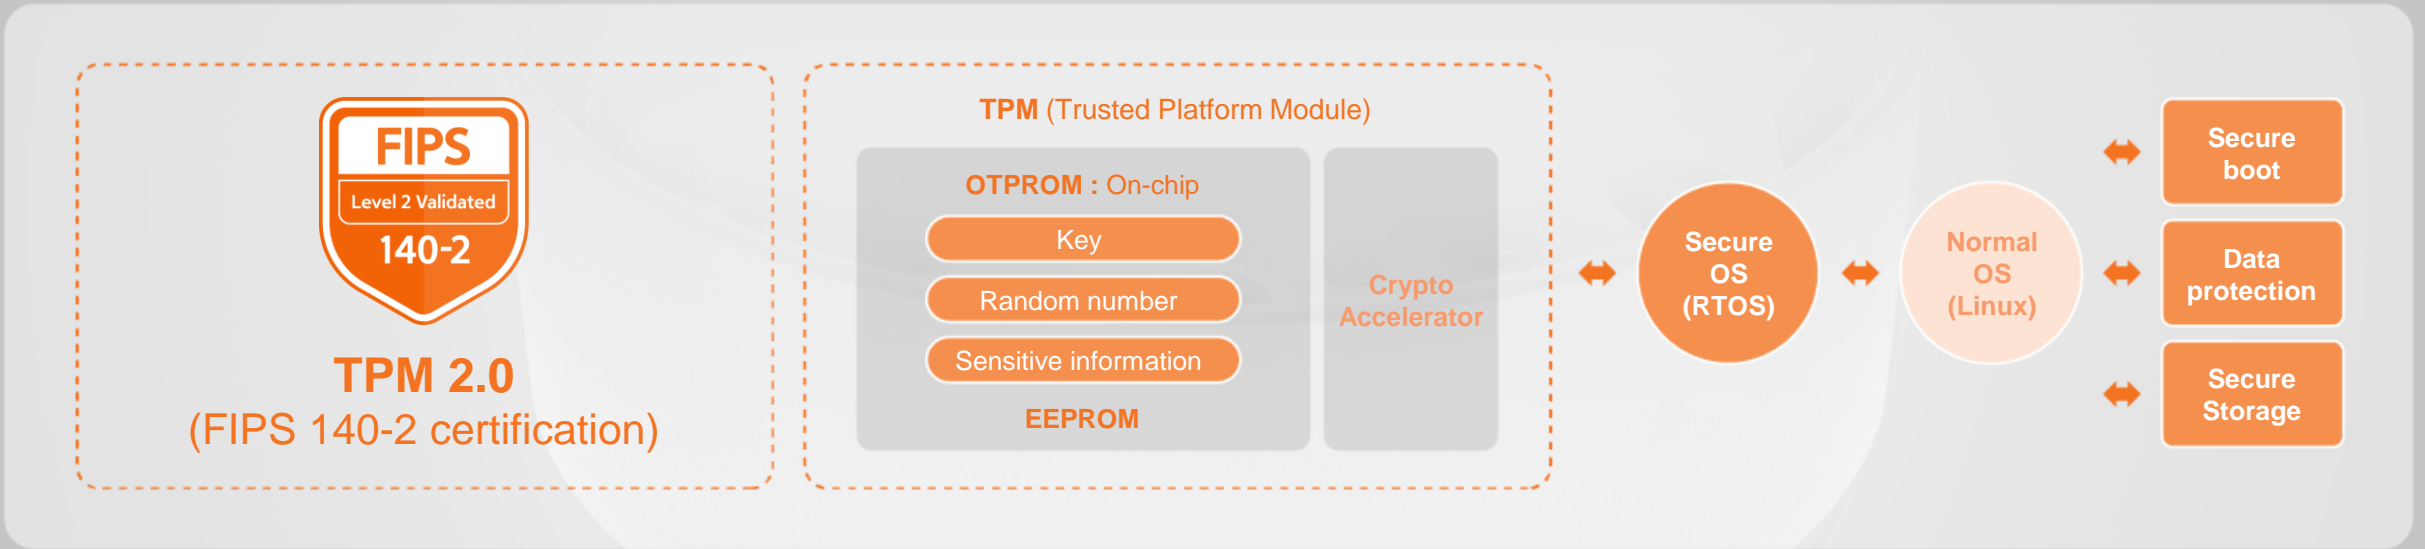 FIPS
Level 2 Validated
140-2
TPM 2.0
(FIPS 140-2 certification)
TPM (Trusted Platform Module)
OTPROM : On-chip
Key
Random number
Sensitive information
EEPROM
Crypto
Accelerator
Secure
OS
(RTOS)
Normal
OS
(Linux)
Secure
boot
Data
protection
Secure
Storage